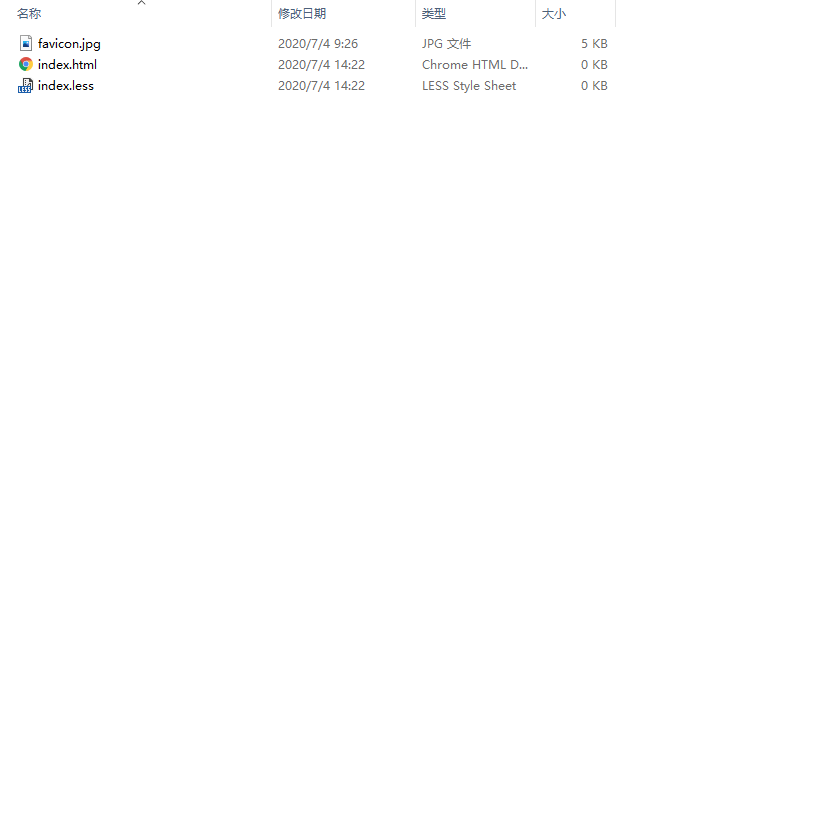 名称 修改日期 类型 大小
favicon.jpg 2020/7/4 9:26 JPG 文件 5 KB
index.html 2020/7/4 14:22 Chrome HTML D... 0 KB
index.less 2020/7/4 14:22 LESS Style Sheet 0 KB